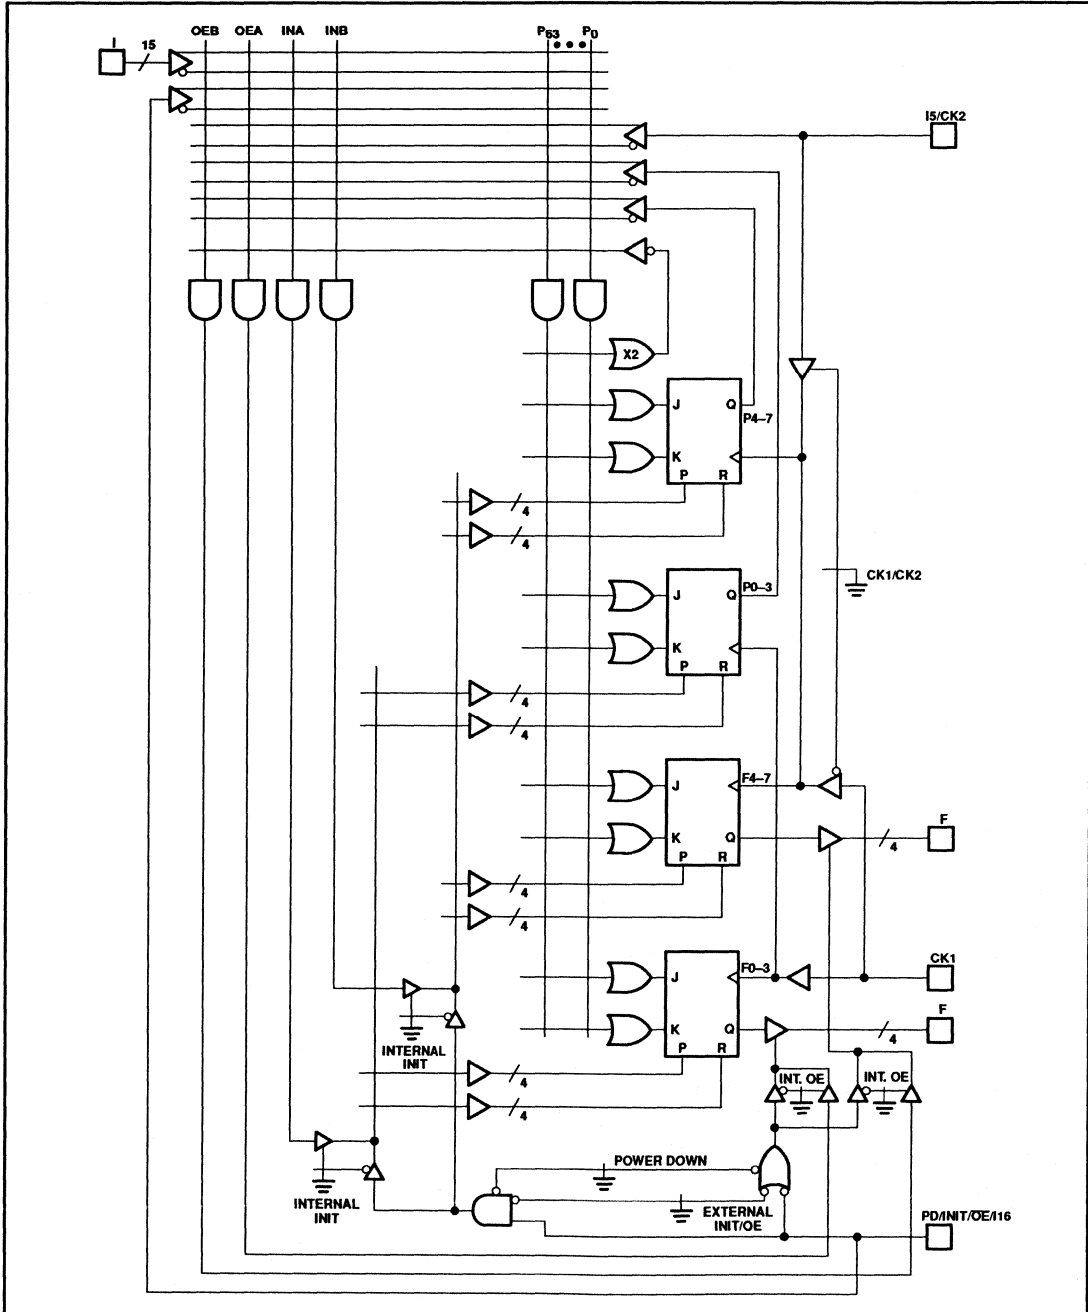 I
15
OEB OEA INA INB P63 • • • P0
I5/CK2
X2
J Q
P4–7
K
P R
4
4
CK1/CK2
P0–3
J Q
K
P R
4
4
F4–7
J
F
K Q
4
P R
4
4
CK1
F0–3
J
F
K Q
4
P R
INTERNAL
INIT
INT. OE INT. OE
4
4
POWER DOWN
INTERNAL
INIT
EXTERNAL
INIT/OE
PD/INIT/O̅E̅/I16